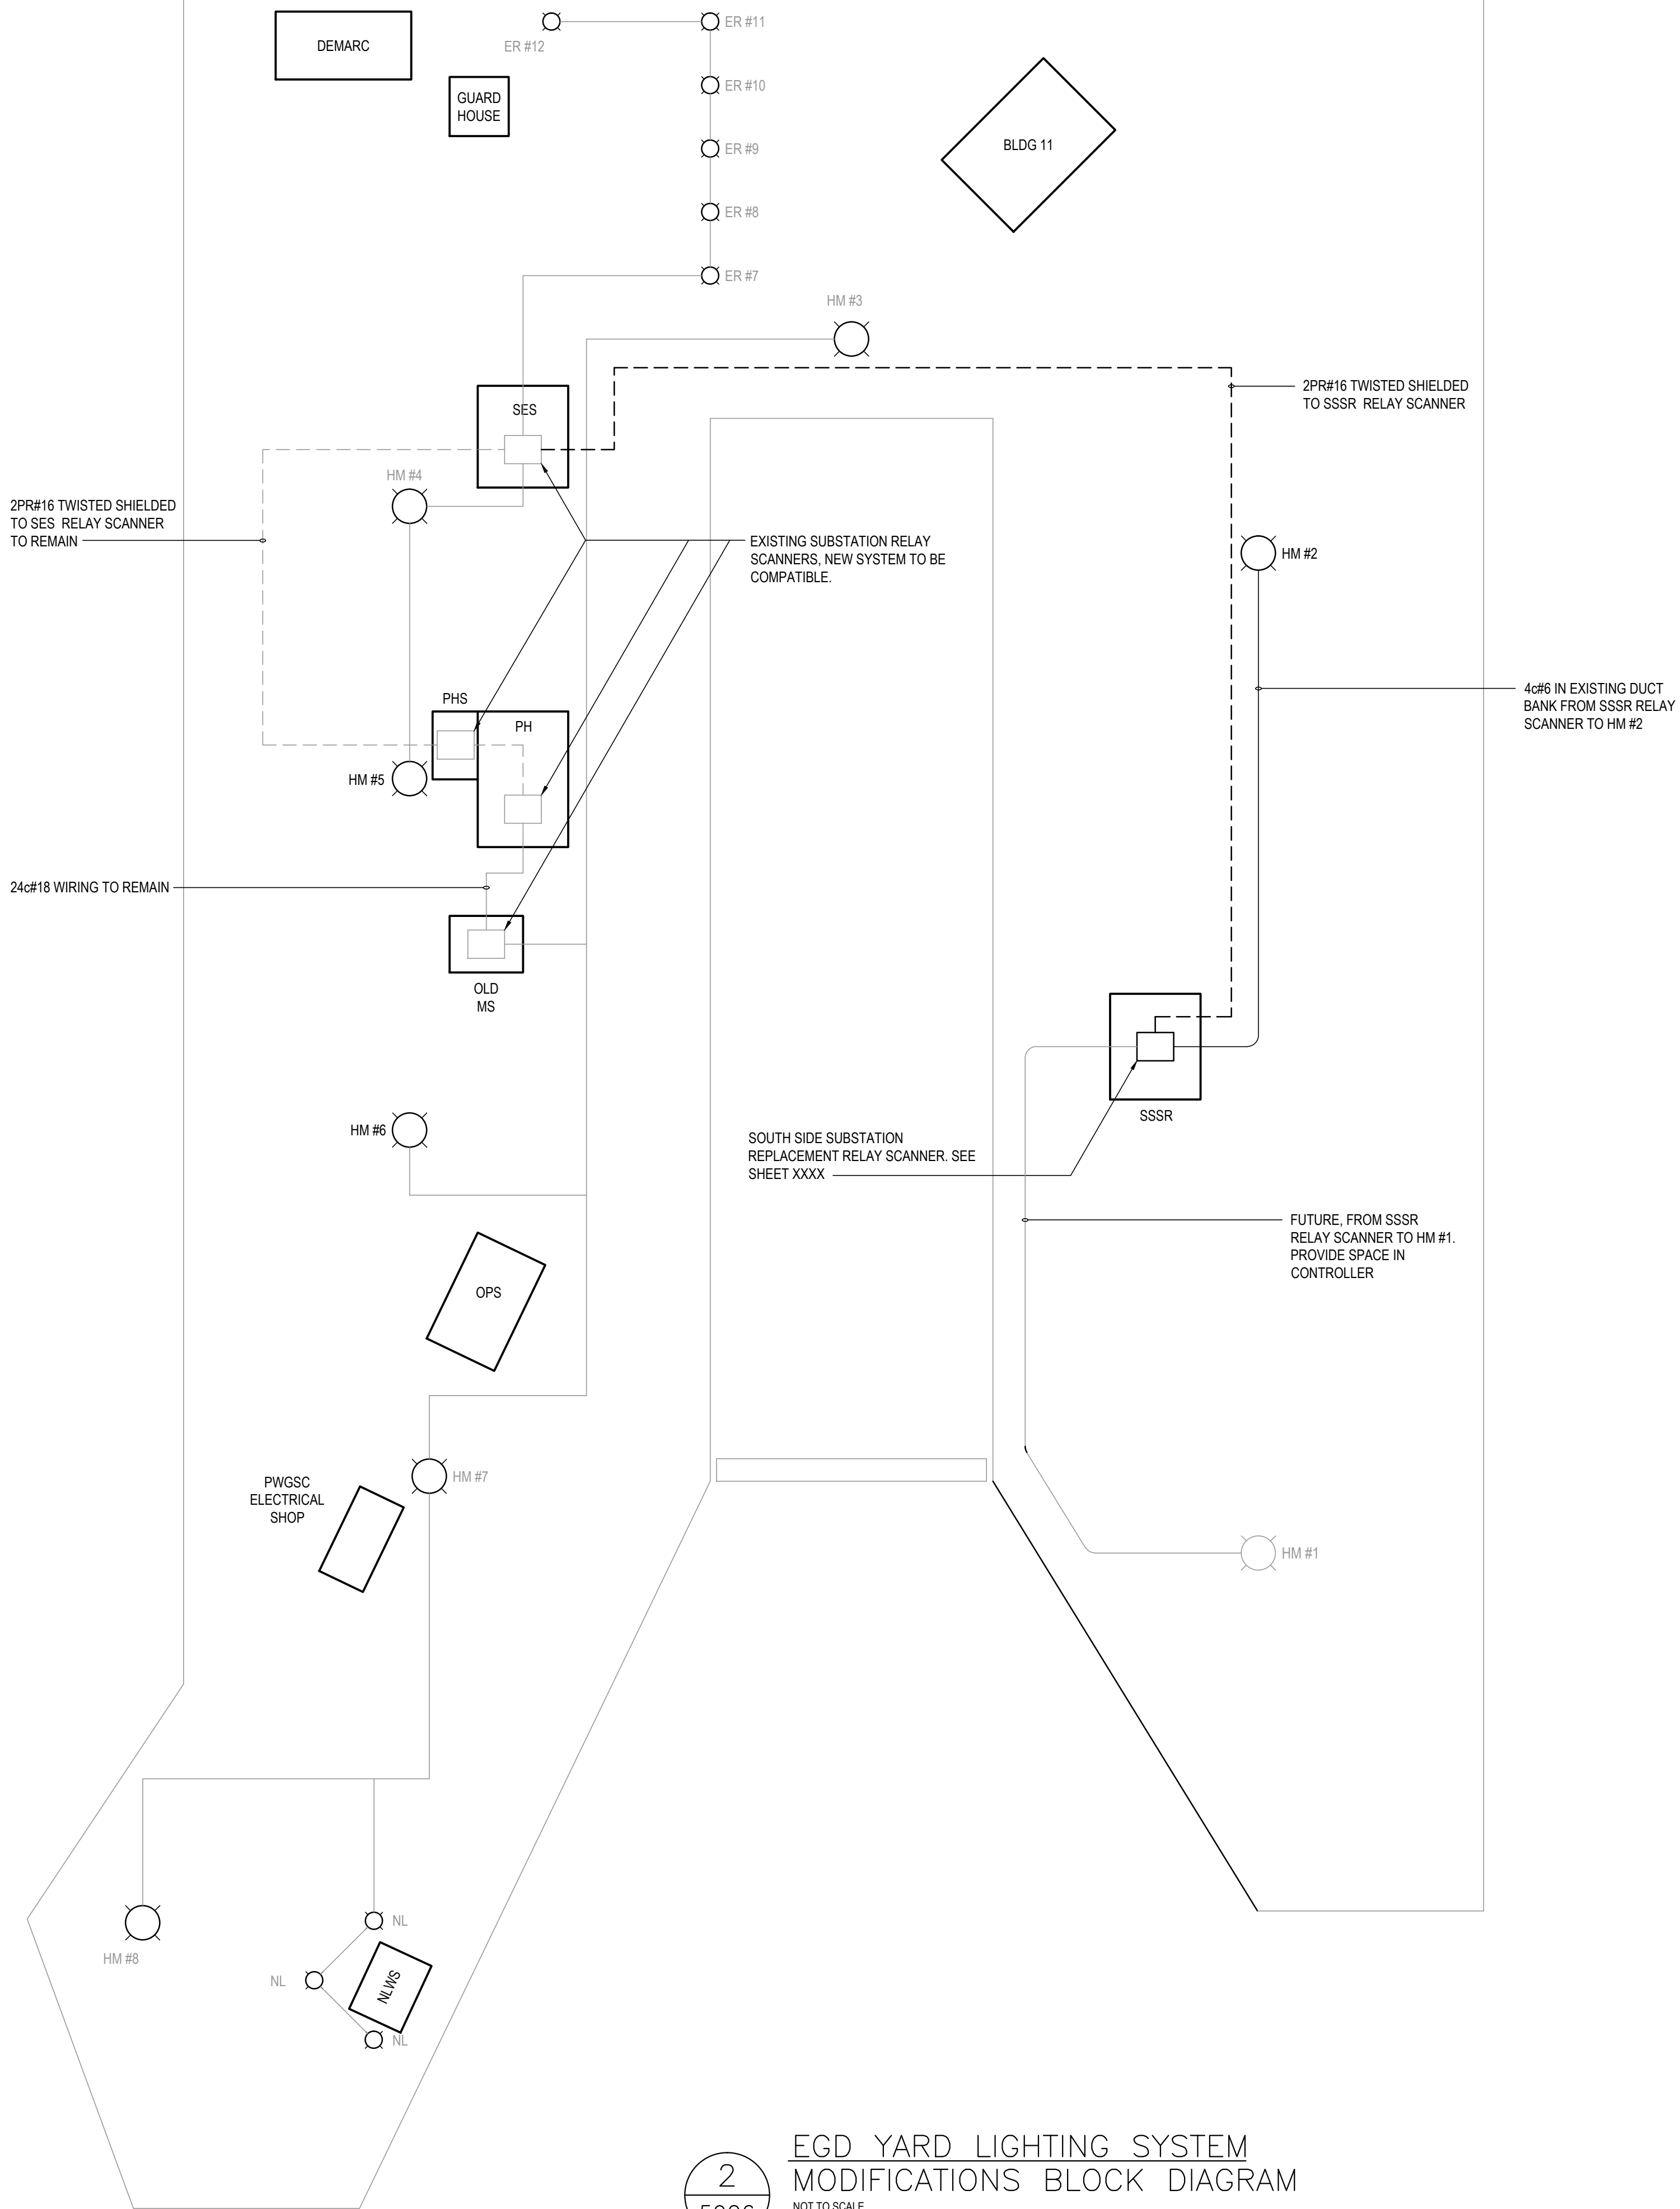 DEMARC
ER #12
ER #11
GUARD
HOUSE
ER #10
ER #9
BLDG 11
ER #8
ER #7
HM #3
2PR#16 TWISTED SHIELDED
TO SSSR RELAY SCANNER
SES
HM #4
2PR#16 TWISTED SHIELDED
TO SES RELAY SCANNER
TO REMAIN
EXISTING SUBSTATION RELAY
SCANNERS, NEW SYSTEM TO BE
COMPATIBLE.
HM #2
4c#6 IN EXISTING DUCT
BANK FROM SSSR RELAY
SCANNER TO HM #2
PHS
PH
HM #5
24c#18 WIRING TO REMAIN
OLD
MS
SSSR
HM #6
SOUTH SIDE SUBSTATION
REPLACEMENT RELAY SCANNER. SEE
SHEET XXXX
FUTURE, FROM SSSR
RELAY SCANNER TO HM #1.
PROVIDE SPACE IN
CONTROLLER
OPS
HM #7
PWGSC
ELECTRICAL
SHOP
HM #1
HM #8
NL
NL
NLWS
NL
2
EGD YARD LIGHTING SYSTEM
MODIFICATIONS BLOCK DIAGRAM
NOT TO SCALE